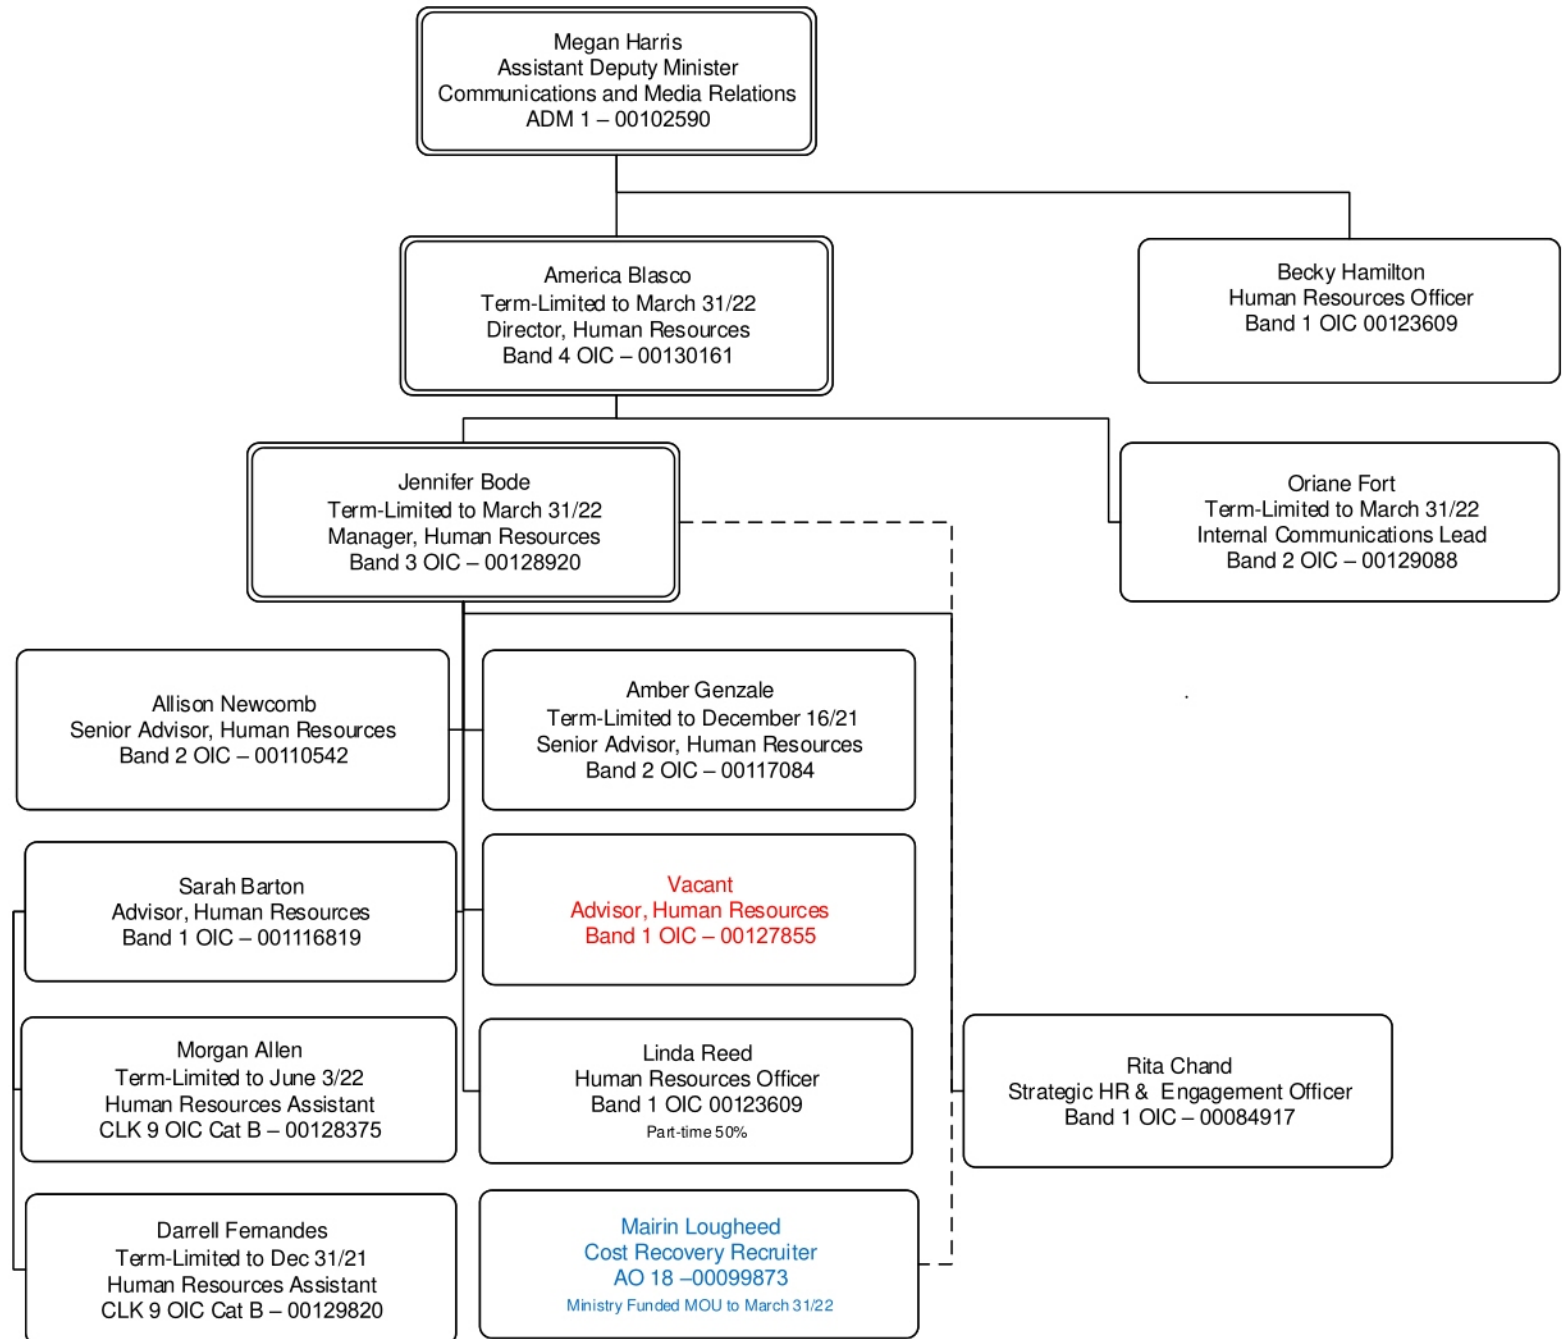 Megan Harris
Assistant Deputy Minister
Communications and Media Relations
ADM 1 – 00102590
America Blasco
Term-Limited to March 31/22
Director, Human Resources
Band 4 OIC – 00130161
Becky Hamilton
Human Resources Officer
Band 1 OIC 00123609
Jennifer Bode
Term-Limited to March 31/22
Manager, Human Resources
Band 3 OIC – 00128920
Oriane Fort
Term-Limited to March 31/22
Internal Communications Lead
Band 2 OIC – 00129088
Allison Newcomb
Senior Advisor, Human Resources
Band 2 OIC – 00110542
Amber Genzale
Term-Limited to December 16/21
Senior Advisor, Human Resources
Band 2 OIC – 00117084
Sarah Barton
Advisor, Human Resources
Band 1 OIC – 001116819
Vacant
Advisor, Human Resources
Band 1 OIC – 00127855
Morgan Allen
Term-Limited to June 3/22
Human Resources Assistant
CLK 9 OIC Cat B – 00128375
Linda Reed
Human Resources Officer
Band 1 OIC 00123609
Part-time 50%
Rita Chand
Strategic HR & Engagement Officer
Band 1 OIC – 00084917
Darrell Fernandes
Term-Limited to Dec 31/21
Human Resources Assistant
CLK 9 OIC Cat B – 00129820
Mairin Lougheed
Cost Recovery Recruiter
AO 18 –00099873
Ministry Funded MOU to March 31/22